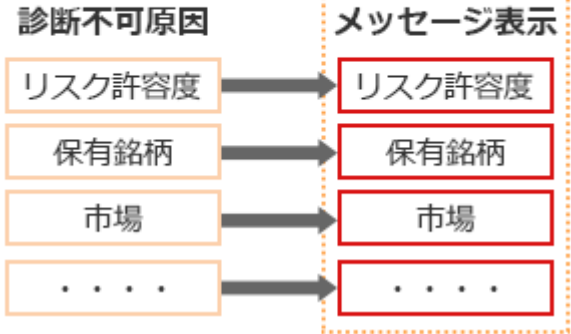 診断不可原因
メッセージ表示
リスク許容度
リスク許容度
保有銘柄
保有銘柄
市場
市場
・・・・
・・・・